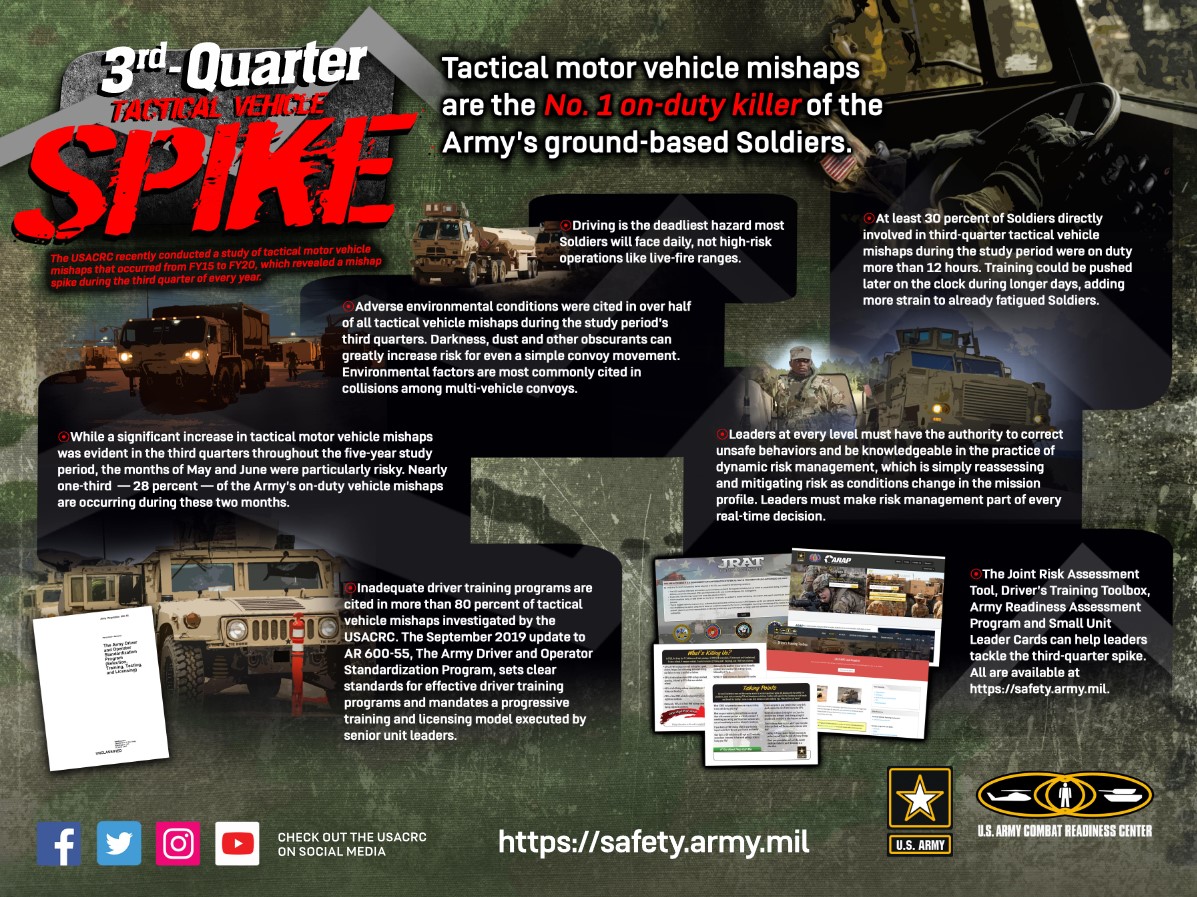 3rd-Quarter
TACTICAL VEHICLE
SPIKE
The USACRC recently conducted a study of tactical motor vehicle
mishaps that occurred from FY15 to FY20, which revealed a mishap
spike during the third quarter of every year.
Tactical motor vehicle mishaps
are the No. 1 on-duty killer of the
Army's ground-based Soldiers.
Driving is the deadliest hazard most
Soldiers will face daily, not high-risk
operations like live-fire ranges.
At least 30 percent of Soldiers directly
involved in third-quarter tactical vehicle
mishaps during the study period were on duty
more than 12 hours. Training could be pushed
later on the clock during longer days, adding
more strain to already fatigued Soldiers.
Adverse environmental conditions were cited in over half
of all tactical vehicle mishaps during the study period's
third quarters. Darkness, dust and other obscurants can
greatly increase risk for even a simple convoy movement.
Environmental factors are most commonly cited in
collisions among multi-vehicle convoys.
While a significant increase in tactical motor vehicle mishaps
was evident in the third quarters throughout the five-year study
period, the months of May and June were particularly risky. Nearly
one-third — 28 percent — of the Army's on-duty vehicle mishaps
are occurring during these two months.
Leaders at every level must have the authority to correct
unsafe behaviors and be knowledgeable in the practice of
dynamic risk management, which is simply reassessing
and mitigating risk as conditions change in the mission
profile. Leaders must make risk management part of every
real-time decision.
Inadequate driver training programs are
cited in more than 80 percent of tactical
vehicle mishaps investigated by the
USACRC. The September 2019 update to
AR 600-55, The Army Driver and Operator
Standardization Program, sets clear
standards for effective driver training
programs and mandates a progressive
training and licensing model executed by
senior unit leaders.
The Army Driver
and Operator
Standardization
Program
(Selection,
Training, Testing,
and Licensing)
UNCLASSIFIED
JRAT
ARAP
What's Killing Us?
Talking Points
The Joint Risk Assessment
Tool, Driver's Training Toolbox,
Army Readiness Assessment
Program and Small Unit
Leader Cards can help leaders
tackle the third-quarter spike.
All are available at
https://safety.army.mil.
CHECK OUT THE USACRC
ON SOCIAL MEDIA
https://safety.army.mil
U.S. ARMY
U.S. ARMY COMBAT READINESS CENTER